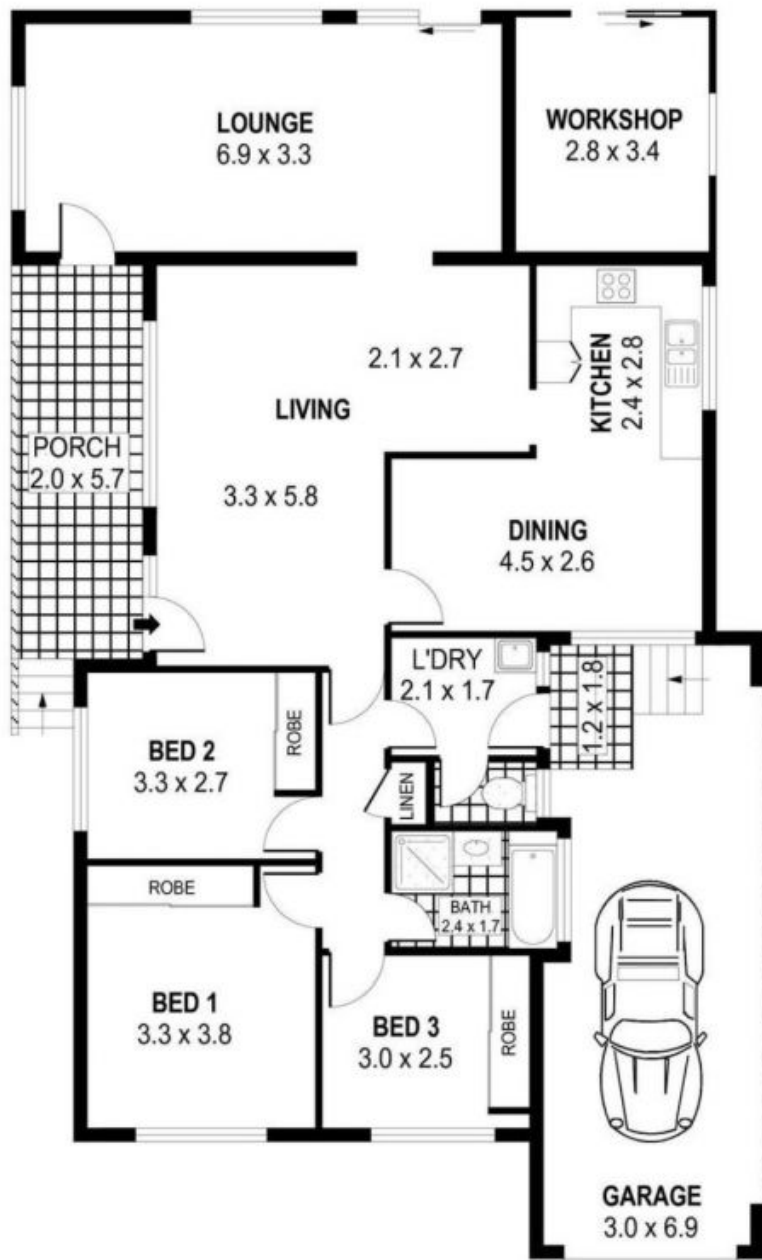 LOUNGE
6.9 x 3.3
WORKSHOP
2.8 x 3.4
2.1 x 2.7
LIVING
KITCHEN
2.4 x 2.8
PORCH
2.0 x 5.7
3.3 x 5.8
DINING
4.5 x 2.6
L'DRY
2.1 x 1.7
1.2 x 1.8
BED 2
3.3 x 2.7
ROBE
LINEN
ROBE
BATH
2.4 x 1.7
BED 1
3.3 x 3.8
BED 3
3.0 x 2.5
ROBE
GARAGE
3.0 x 6.9